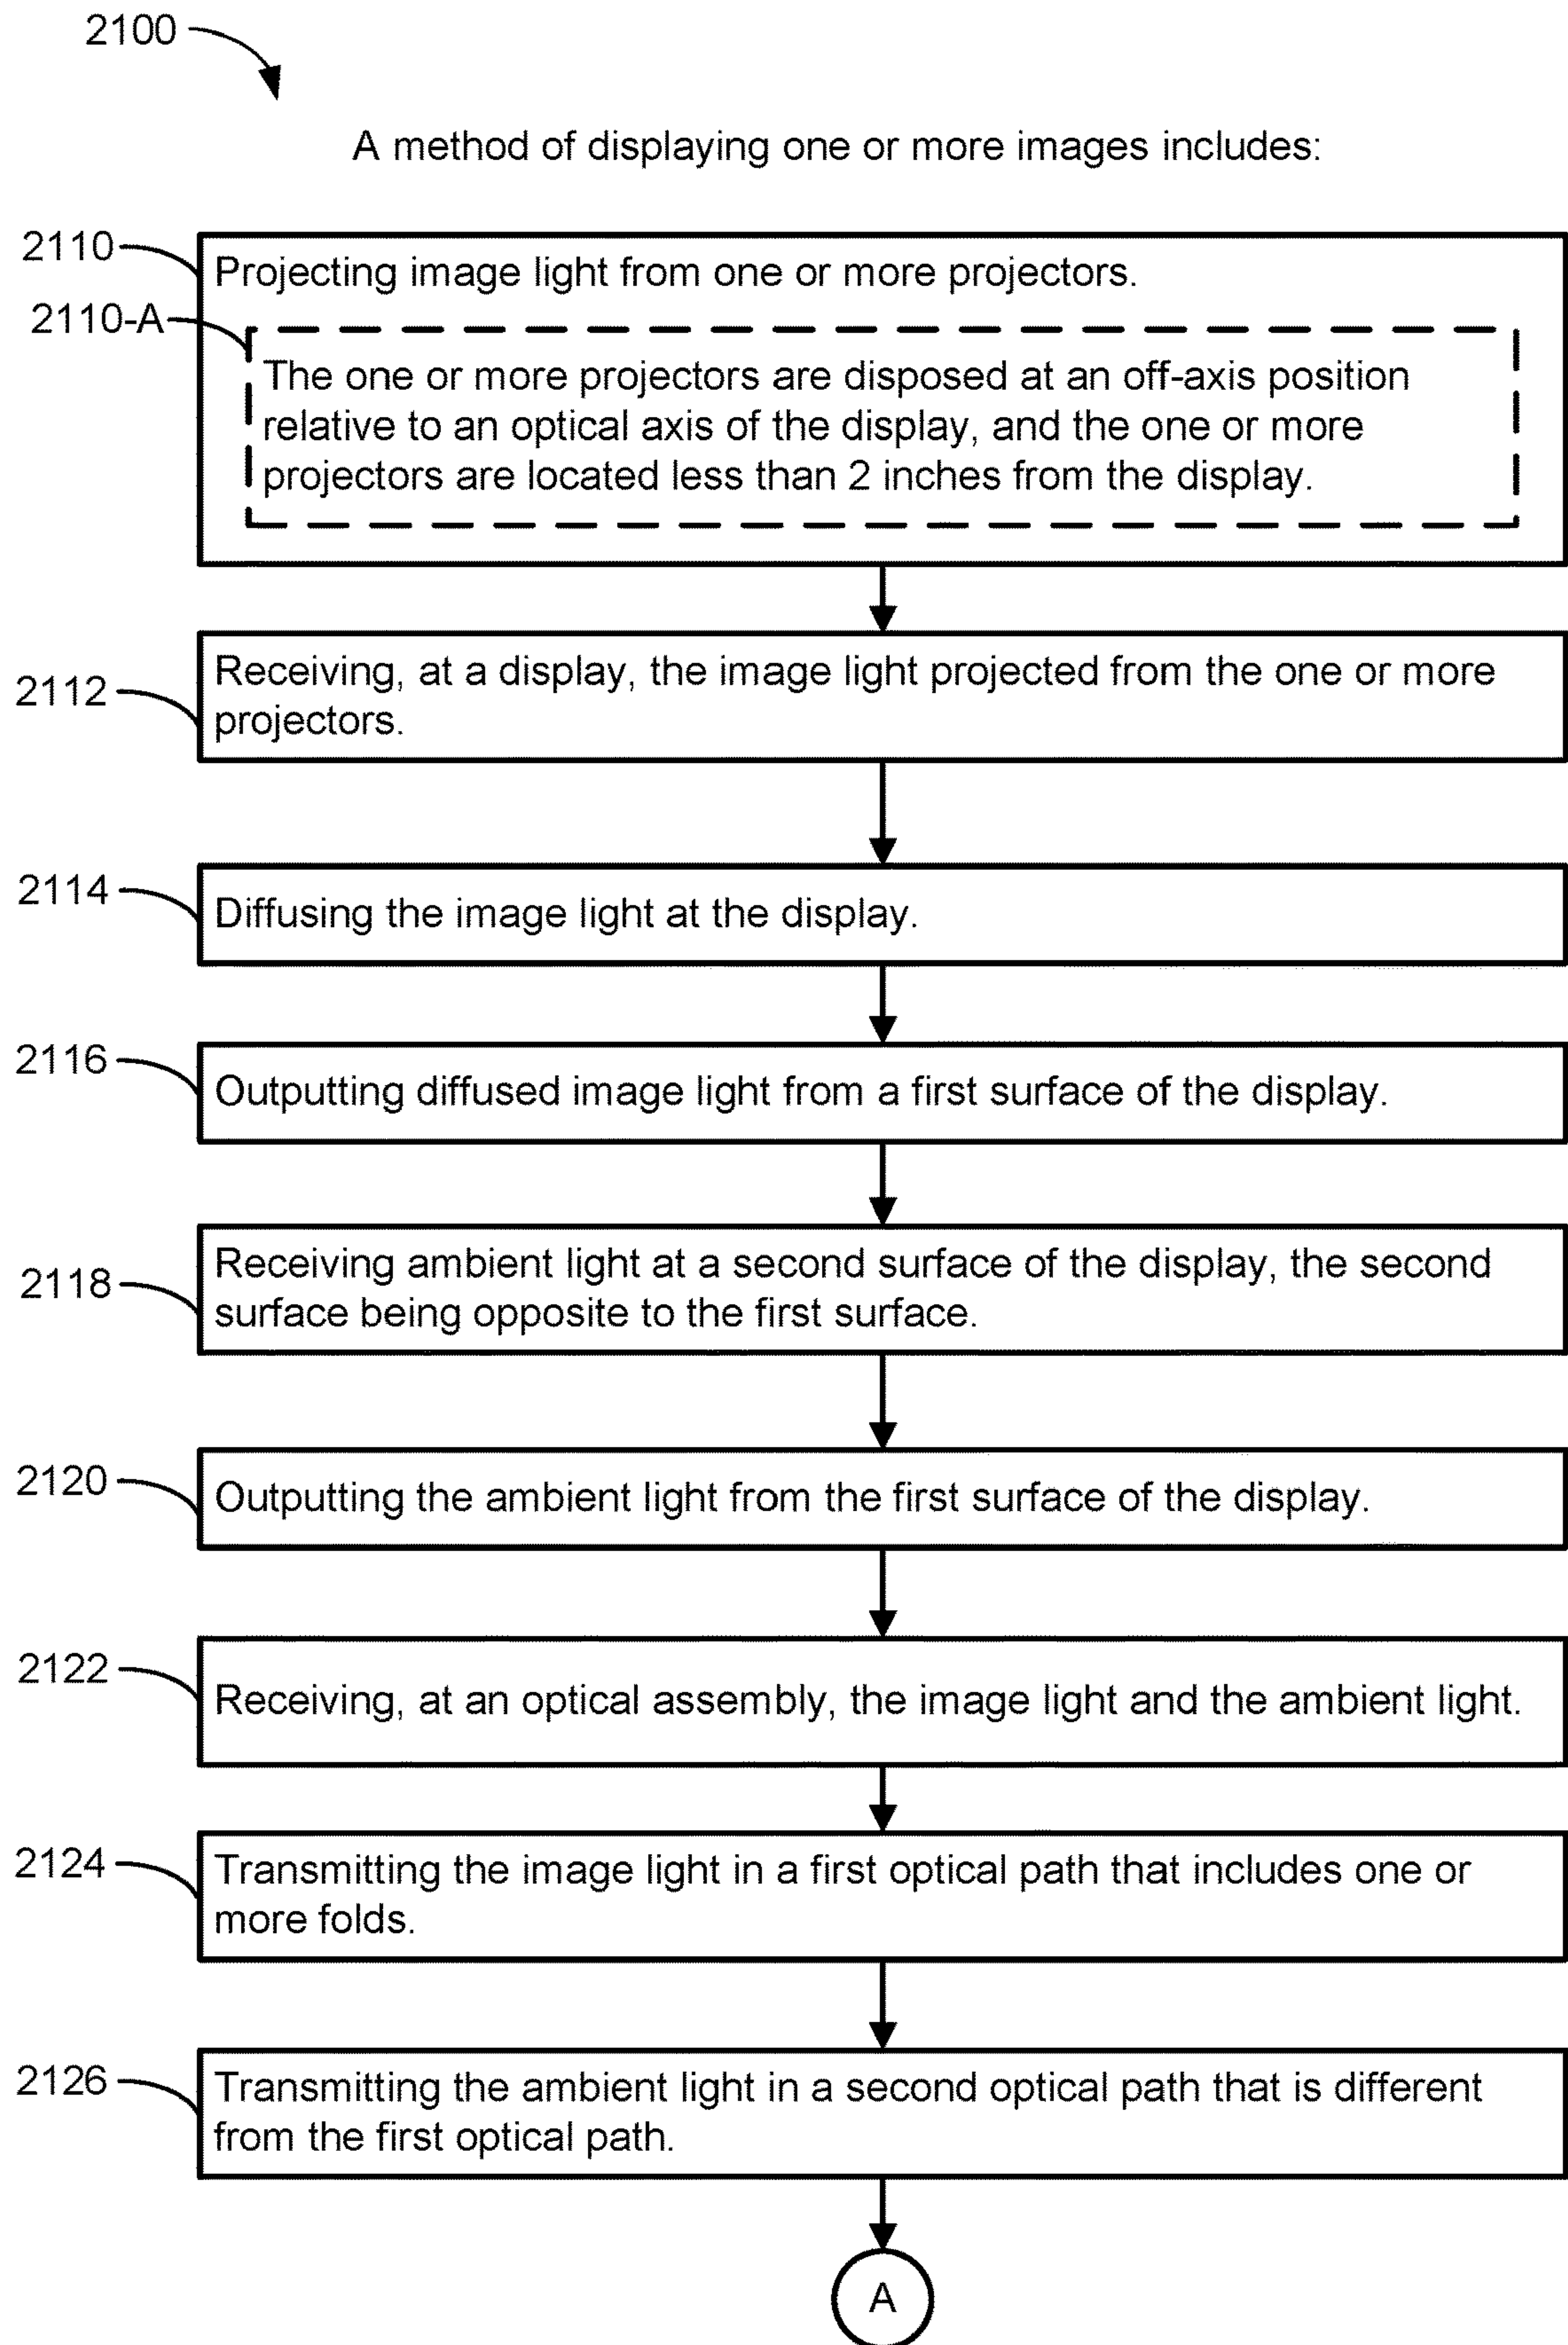 2100
A method of displaying one or more images includes:
2110
Projecting image light from one or more projectors.
2110-A
The one or more projectors are disposed at an off-axis position
relative to an optical axis of the display, and the one or more
projectors are located less than 2 inches from the display.
2112
Receiving, at a display, the image light projected from the one or more
projectors.
2114
Diffusing the image light at the display.
2116
Outputting diffused image light from a first surface of the display.
2118
Receiving ambient light at a second surface of the display, the second
surface being opposite to the first surface.
2120
Outputting the ambient light from the first surface of the display.
2122
Receiving, at an optical assembly, the image light and the ambient light.
2124
Transmitting the image light in a first optical path that includes one or
more folds.
2126
Transmitting the ambient light in a second optical path that is different
from the first optical path.
A